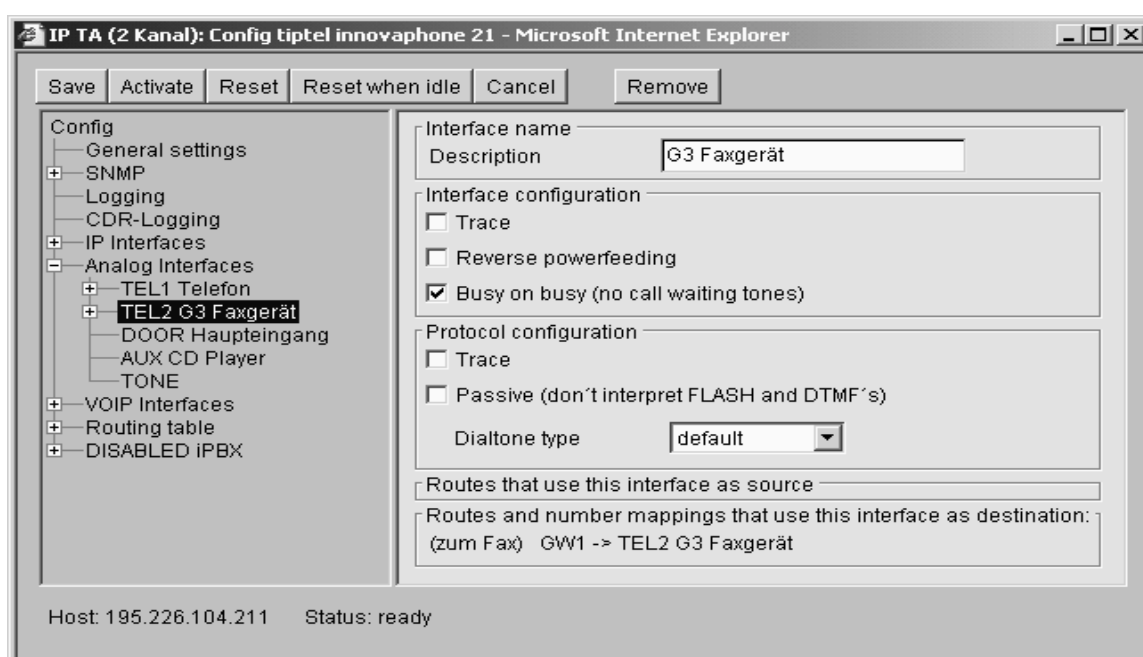 IP TA (2 Kanal): Config tiptel innovaphone 21 - Microsoft Internet Explorer
Save Activate Reset Reset when idle Cancel Remove
Config
General settings
SNMP
Logging
CDR-Logging
IP Interfaces
Analog Interfaces
TEL1 Telefon
TEL2 G3 Faxgerät
DOOR Haupteingang
AUX CD Player
TONE
VOIP Interfaces
Routing table
DISABLED iPBX
Interface name
Description G3 Faxgerät
Interface configuration
Trace
Reverse powerfeeding
Busy on busy (no call waiting tones)
Protocol configuration
Trace
Passive (don´t interpret FLASH and DTMF´s)
Dialtone type default
Routes that use this interface as source
Routes and number mappings that use this interface as destination:
(zum Fax) GW1 -> TEL2 G3 Faxgerät
Host: 195.226.104.211 Status: ready